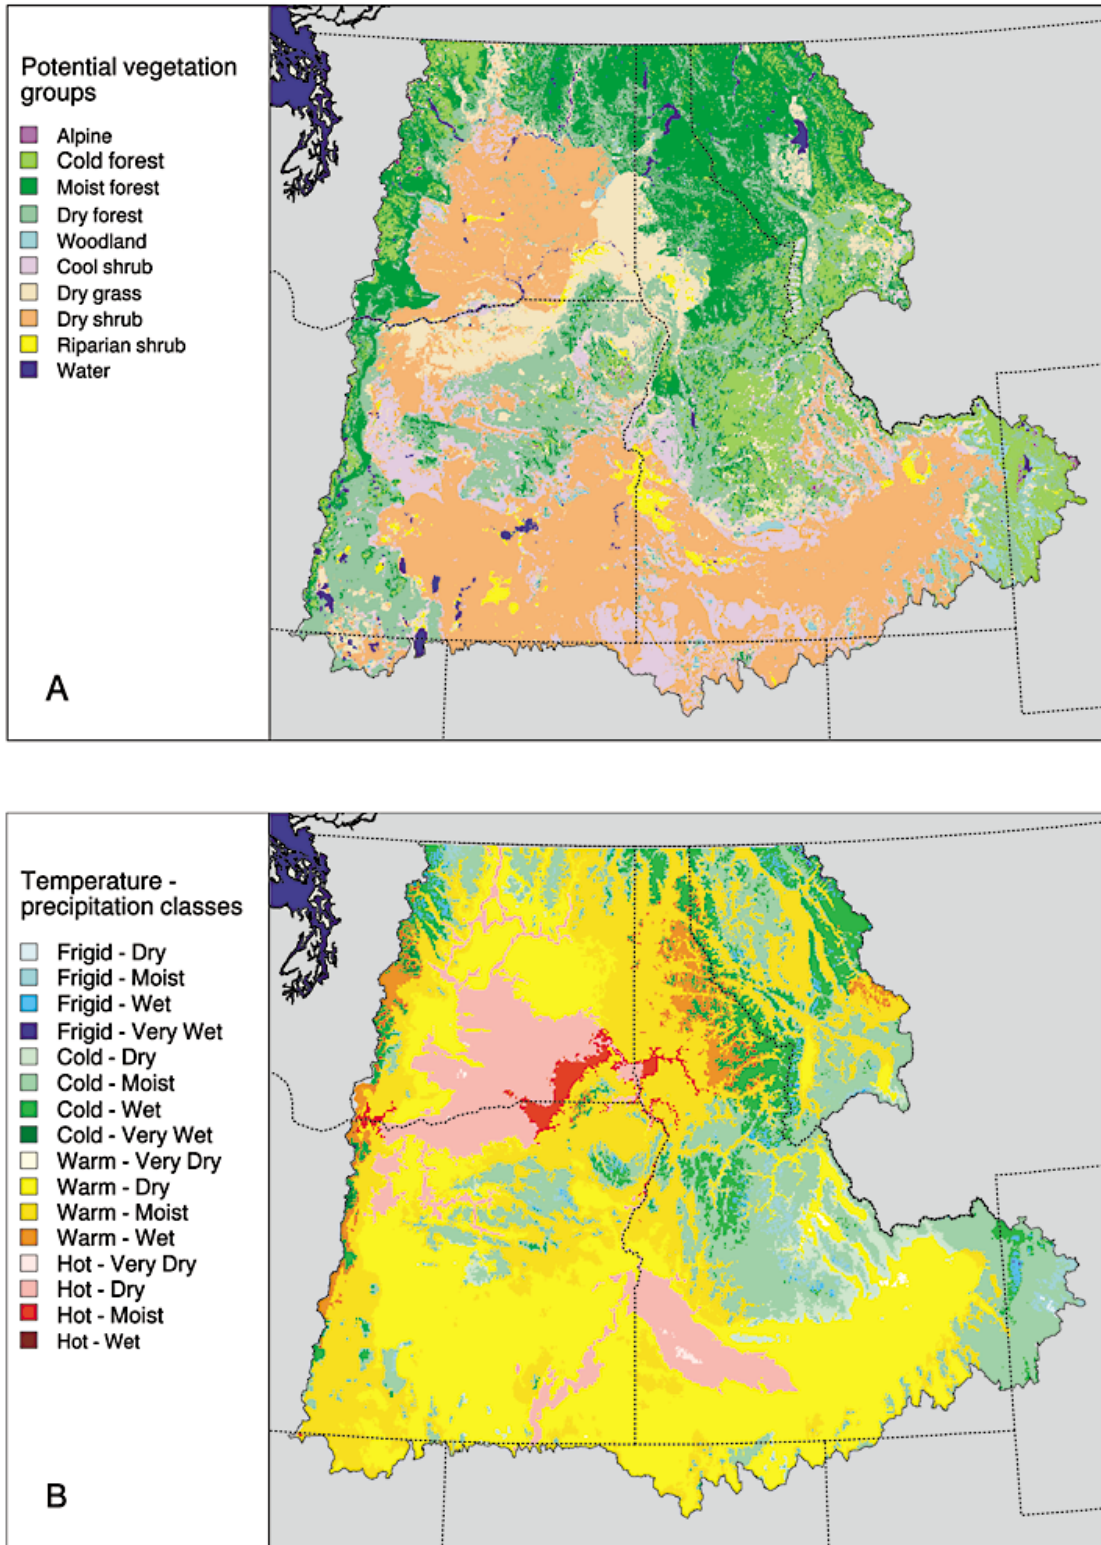 Potential vegetation
groups
Alpine
Cold forest
Moist forest
Dry forest
Woodland
Cool shrub
Dry grass
Dry shrub
Riparian shrub
Water
A
Temperature -
precipitation classes
Frigid - Dry
Frigid - Moist
Frigid - Wet
Frigid - Very Wet
Cold - Dry
Cold - Moist
Cold - Wet
Cold - Very Wet
Warm - Very Dry
Warm - Dry
Warm - Moist
Warm - Wet
Hot - Very Dry
Hot - Dry
Hot - Moist
Hot - Wet
B